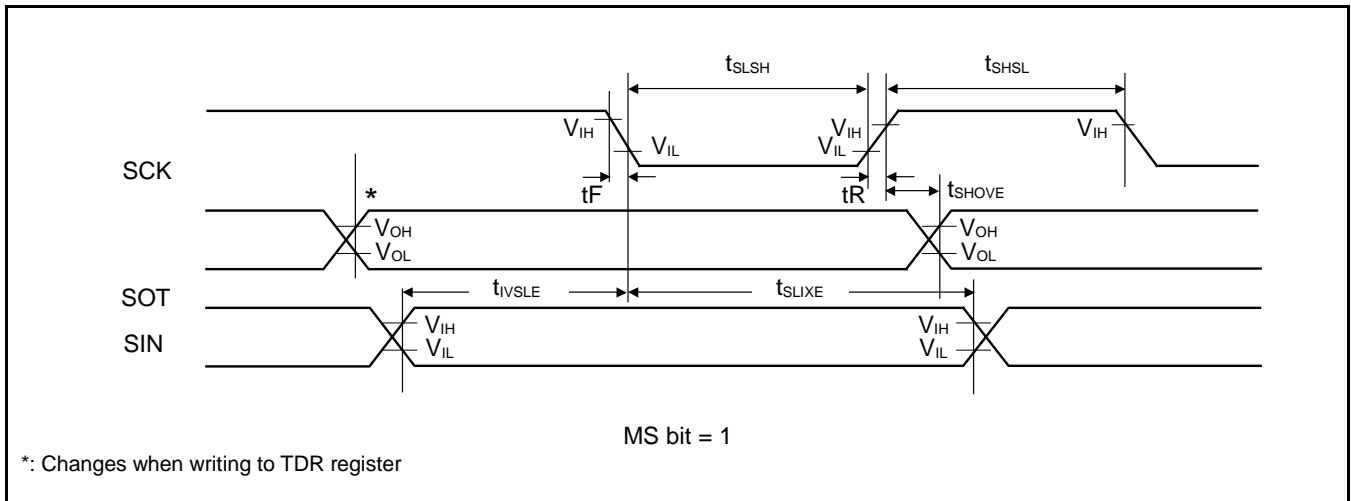 tSLSH tSHSL
VIH VIL VIH VIL VIH
SCK
tF tR tSHOVE
*
VOH VOH
VOL VOL
SOT
tIVSLE tSLIXE
SIN
VIH VIH
VIL VIL
MS bit = 1
*: Changes when writing to TDR register